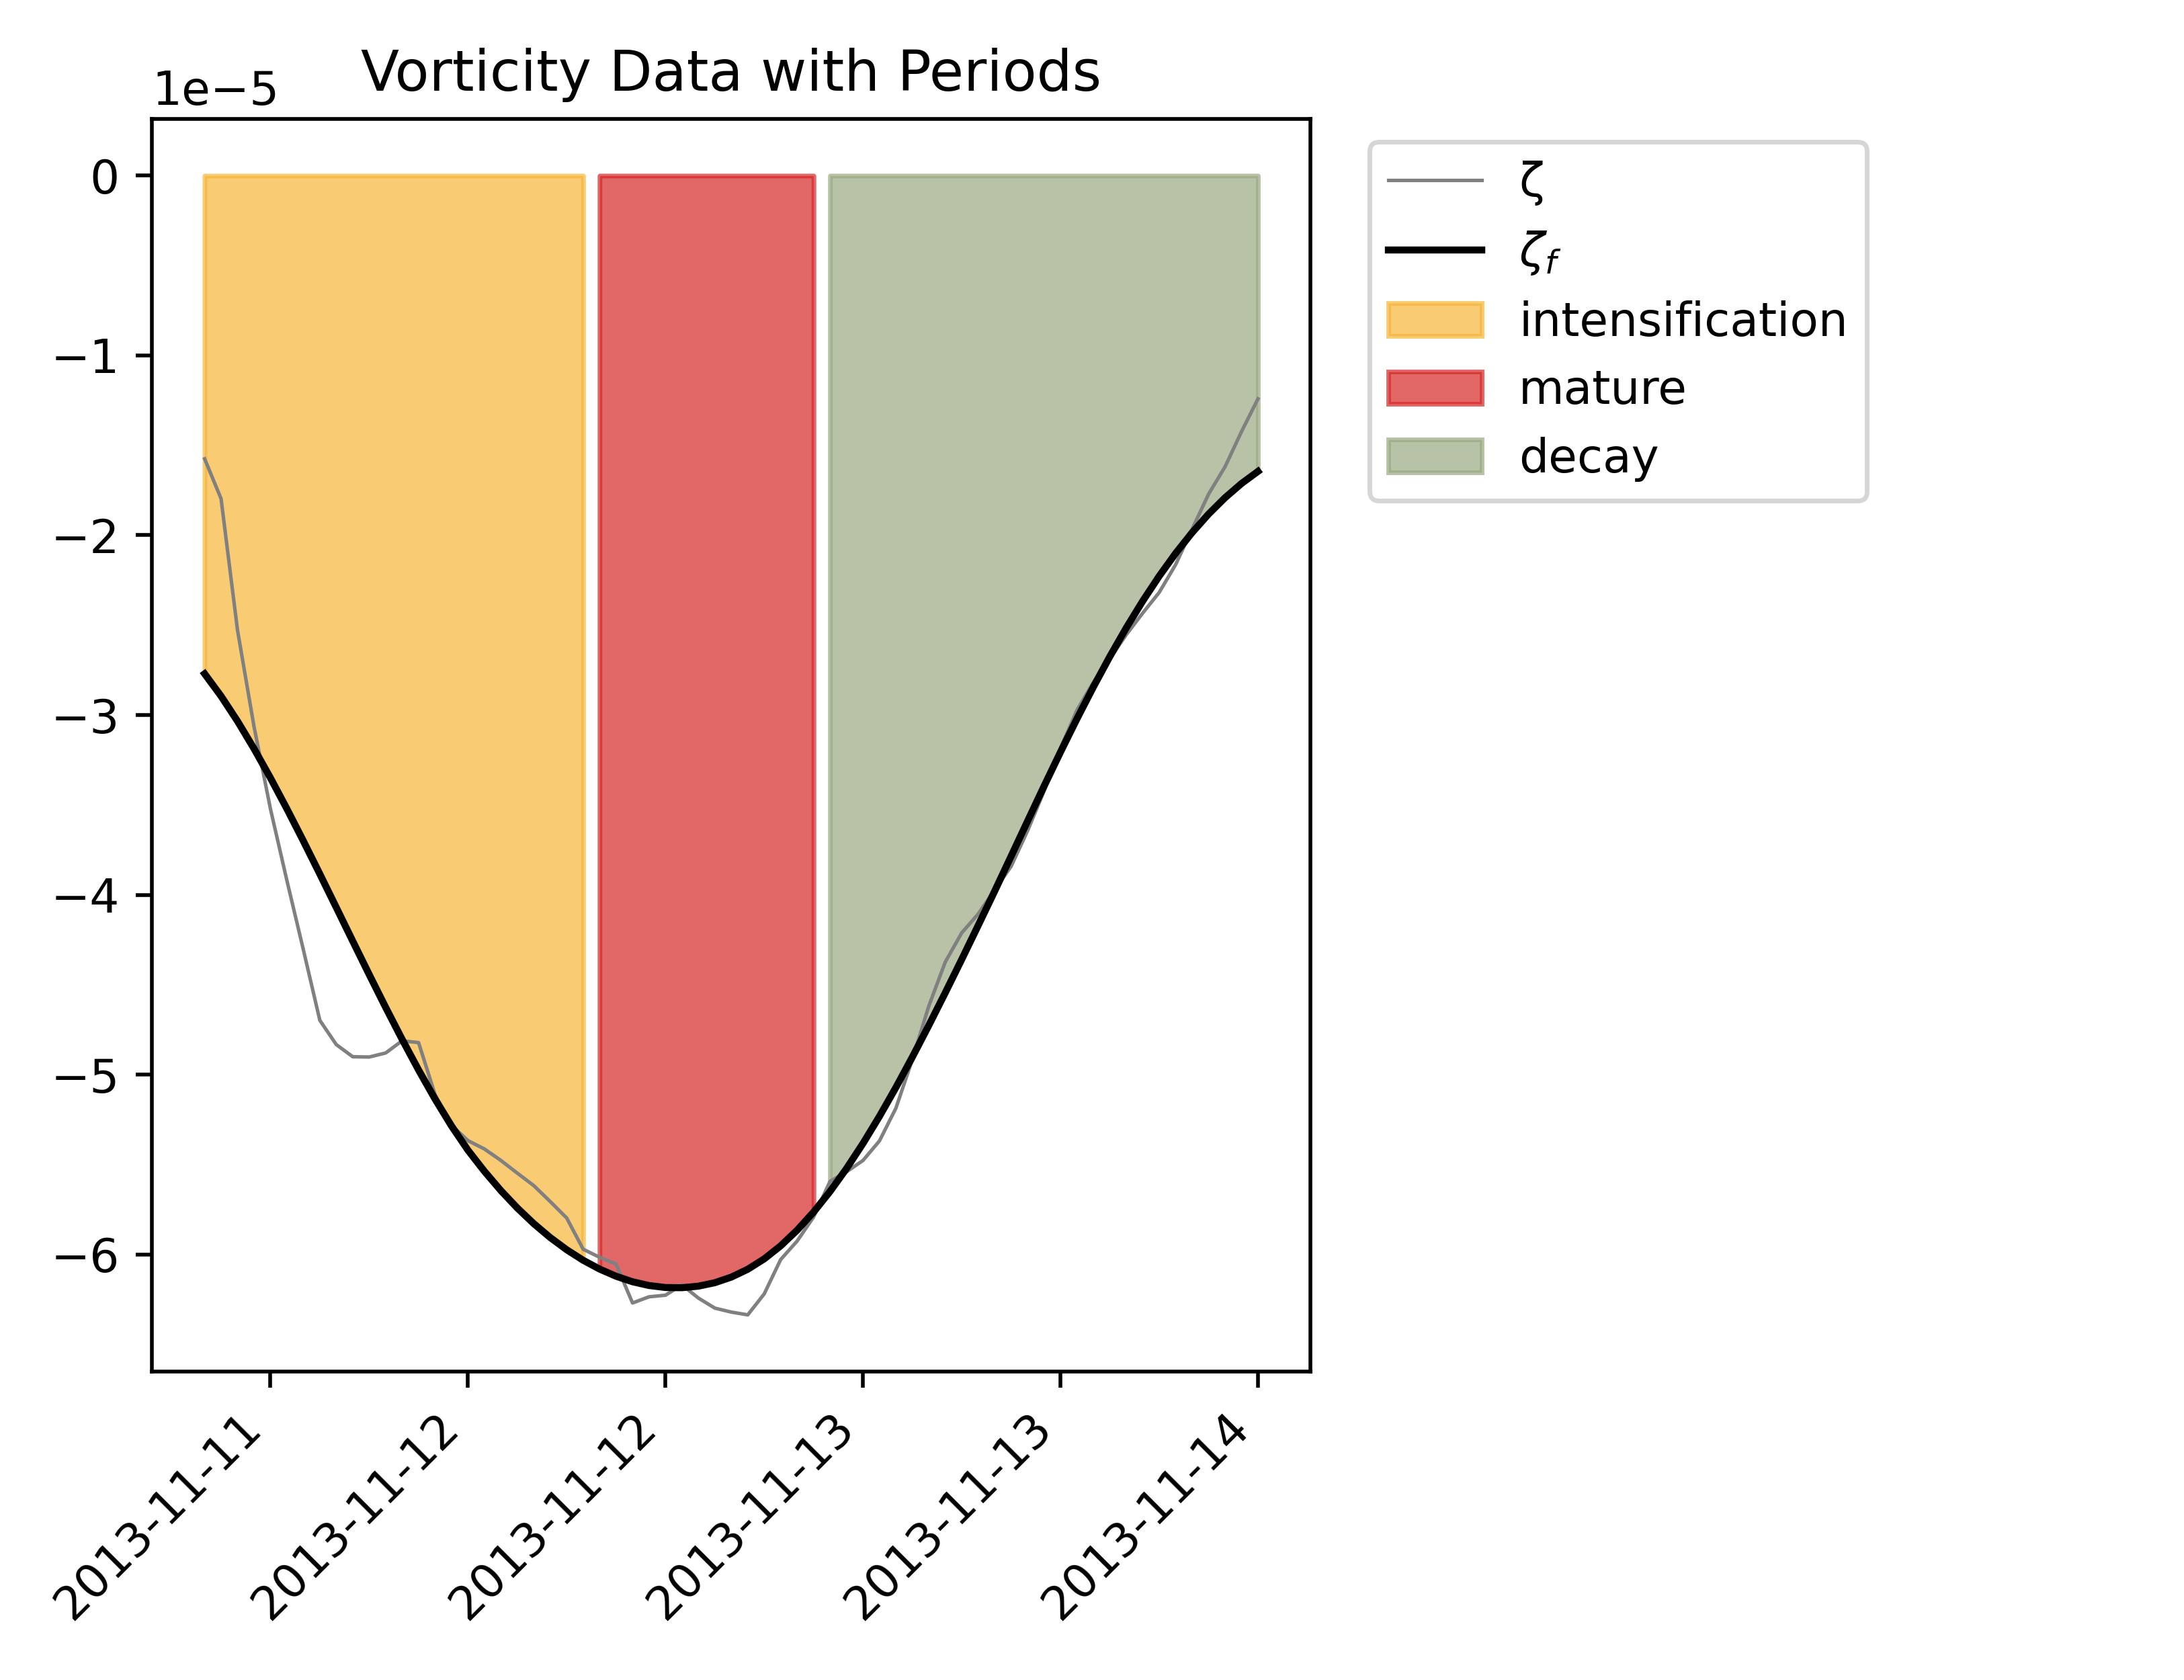 Vorticity Data with Periods
1e−5
0
−1
−2
−3
−4
−5
−6
2013-11-11
2013-11-12
2013-11-12
2013-11-13
2013-11-13
2013-11-14
ζ
ζf
intensification
mature
decay